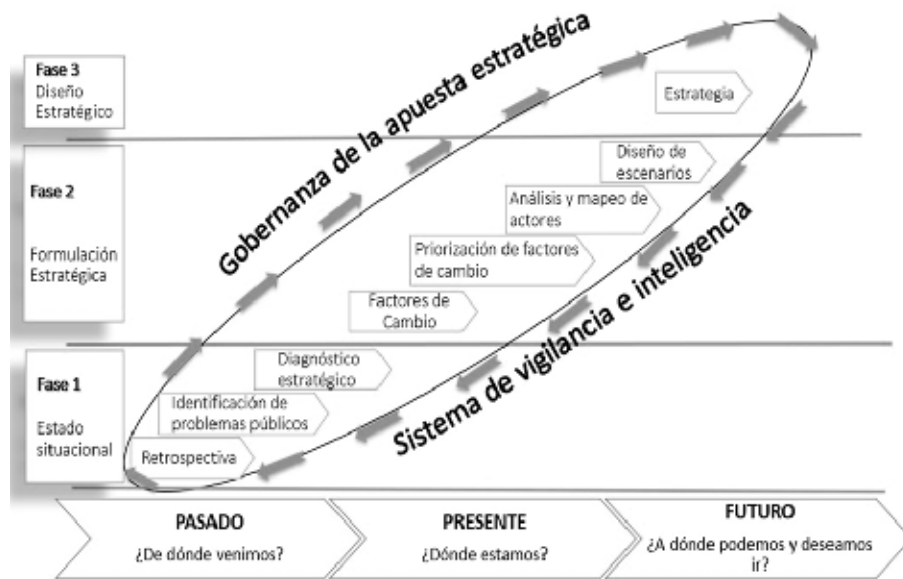 Fase 3
Diseño
Estratégico
Estrategia
Gobernanza de la apuesta estratégica
Fase 2
Formulación
Estratégica
Diseño de
escenarios
Análisis y mapeo de
actores
Priorización de factores
de cambio
Factores de
Cambio
Sistema de vigilancia e inteligencia
Fase 1
Estado
situacional
Diagnóstico
estratégico
Identificación de
problemas públicos
Retrospectiva
PASADO
¿De dónde venimos?
PRESENTE
¿Dónde estamos?
FUTURO
¿A dónde podemos y deseamos
ir?